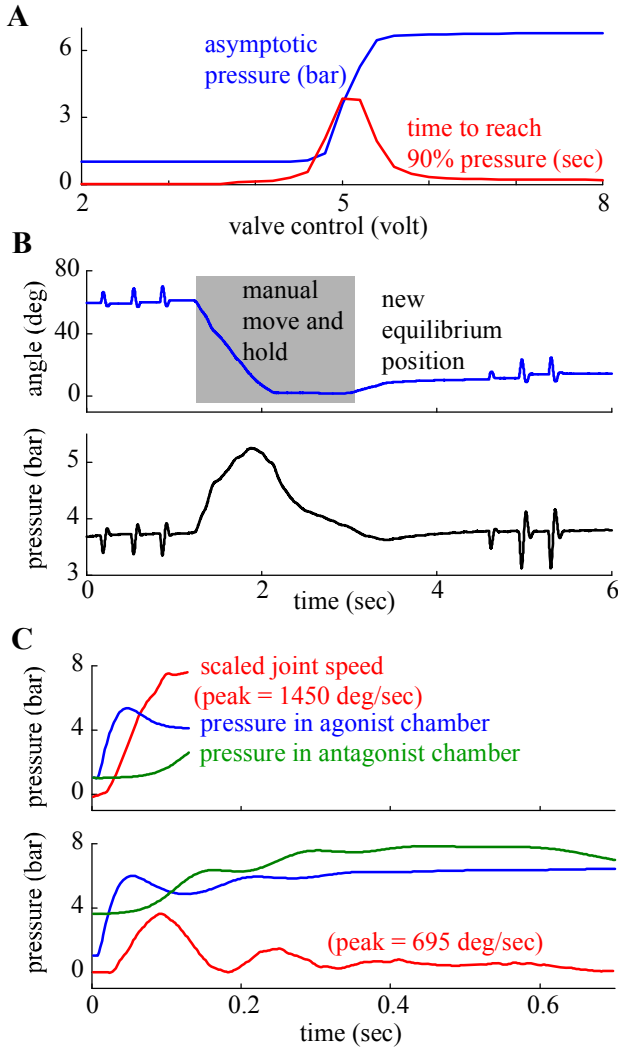 A
6
3
0
asymptotic
pressure (bar)
time to reach
90% pressure (sec)
2
5
8
valve control (volt)
B
80
40
0
angle (deg)
manual
move and
hold
new
equilibrium
position
5
4
3
pressure (bar)
0
2
4
6
time (sec)
C
8
4
0
pressure (bar)
scaled joint speed
(peak = 1450 deg/sec)
pressure in agonist chamber
pressure in antagonist chamber
8
4
0
pressure (bar)
(peak = 695 deg/sec)
0
0.2
0.4
0.6
time (sec)